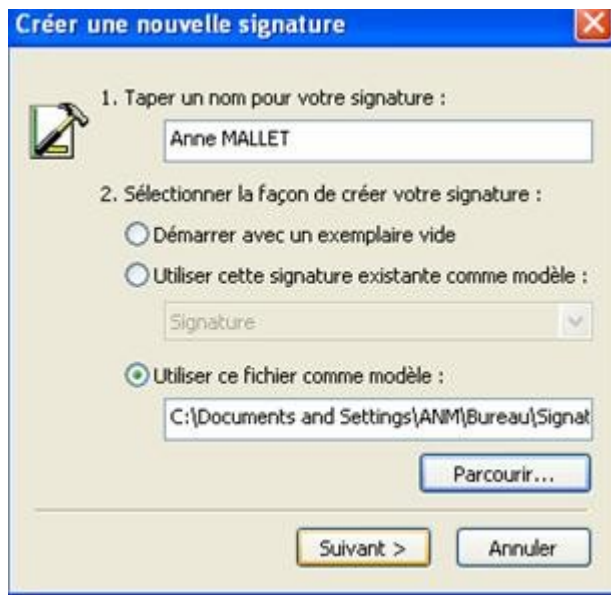 Créer une nouvelle signature
1. Taper un nom pour votre signature :
Anne MALLET
2. Sélectionner la façon de créer votre signature :
Démarrer avec un exemplaire vide
Utiliser cette signature existante comme modèle :
Signature
Utiliser ce fichier comme modèle :
C:\Documents and Settings\ANM\Bureau\Signat
Parcourir...
Suivant >
Annuler